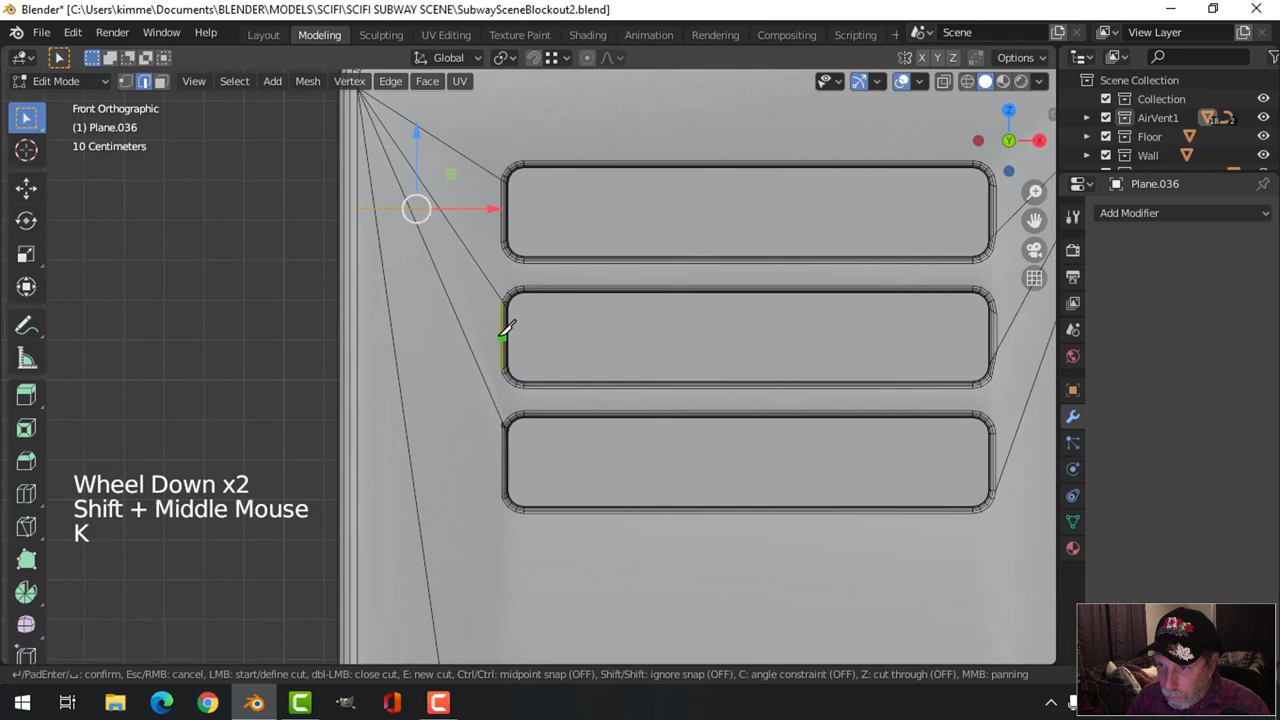 Blender* [C:\Users\kimme\Documents\BLENDER\MODELS\SCIFI\SCIFI SUBWAY SCENE\SubwaySceneBlockout2.blend]
File Edit Render Window Help Layout Modeling Sculpting UV Editing Texture Paint Shading Animation Rendering Compositing Scripting + Scene View Layer
Global X Y Z Options
Edit Mode View Select Add Mesh Vertex Edge Face UV
Scene Collection
Collection
AirVent1 18 2
Floor
Wall
Front Orthographic
(1) Plane.036
10 Centimeters
Z
Y
X
Plane.036
Add Modifier
Wheel Down x2
Shift + Middle Mouse
K
confirm, Esc/RMB: cancel, LMB: start/define cut, dbl-LMB: close cut, E: new cut, Ctrl/Ctrl: midpoint snap (OFF), Shift/Shift: ignore snap (OFF), C: angle constraint (OFF), Z: cut through (OFF), MMB: panning